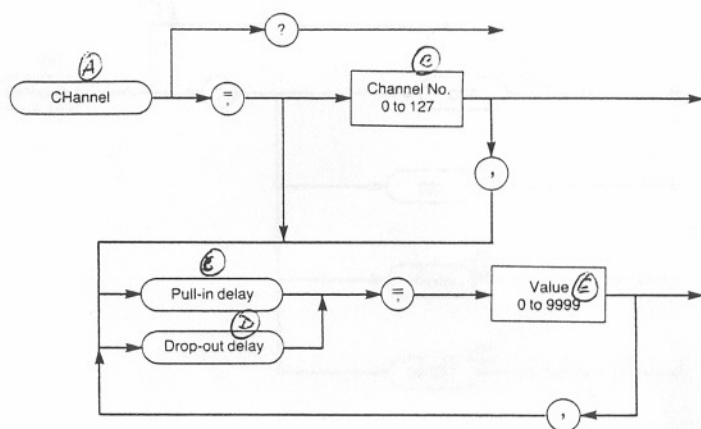 ?
A
CHannel
=
,
Channel No.
0 to 127
,
Pull-in delay
=
,
Value E
0 to 9999
D
Drop-out delay
,